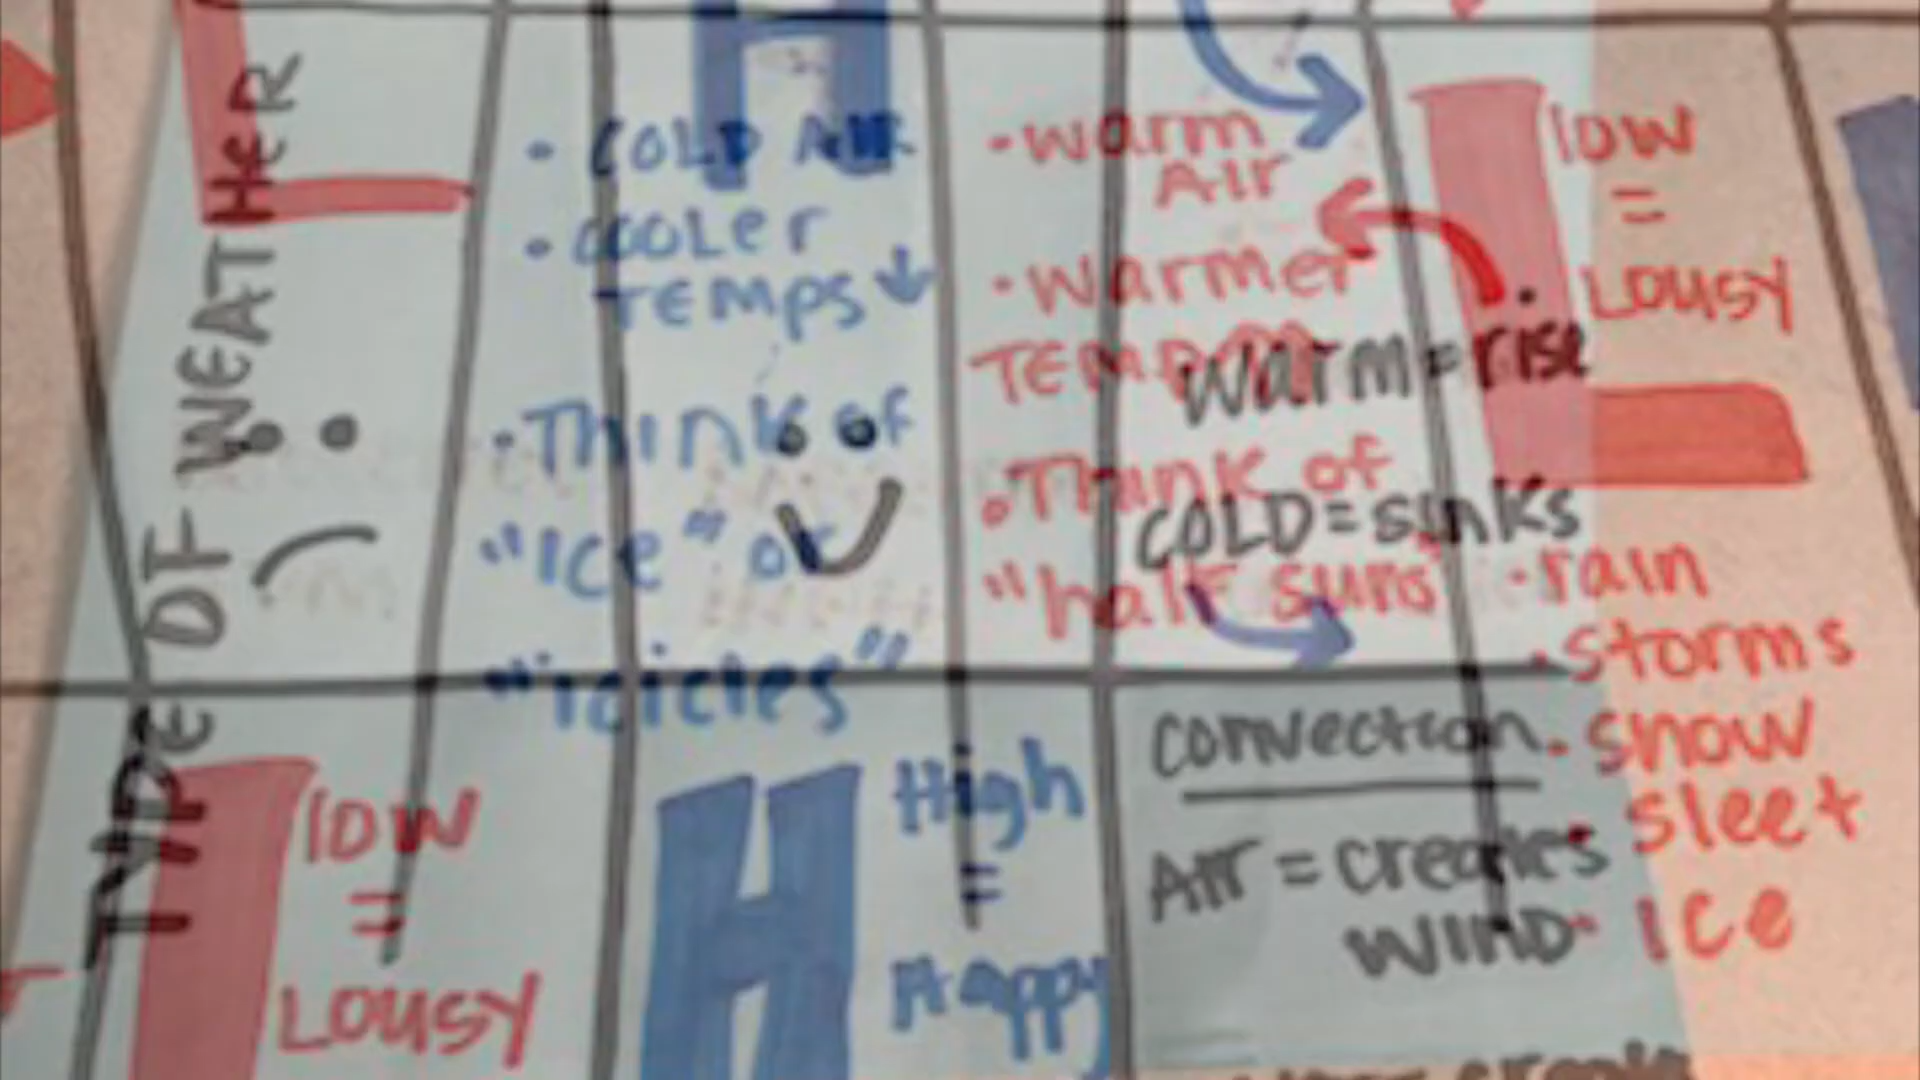 TYPE OF WEATHER
H
• COLD AIR
• COOLer
TEMPS ↓
• Think of
"Ice" or
"icicles"
• warm
Air
• warmer
TEMP
• Think of
"half suns"
warm = rise
COLD = sinks
L
low
=
LOUSY
• rain
• storms
• snow
• sleet
• Ice
low
=
LOUSY
H
High
=
Happy
convection
AIr = creates
WIND